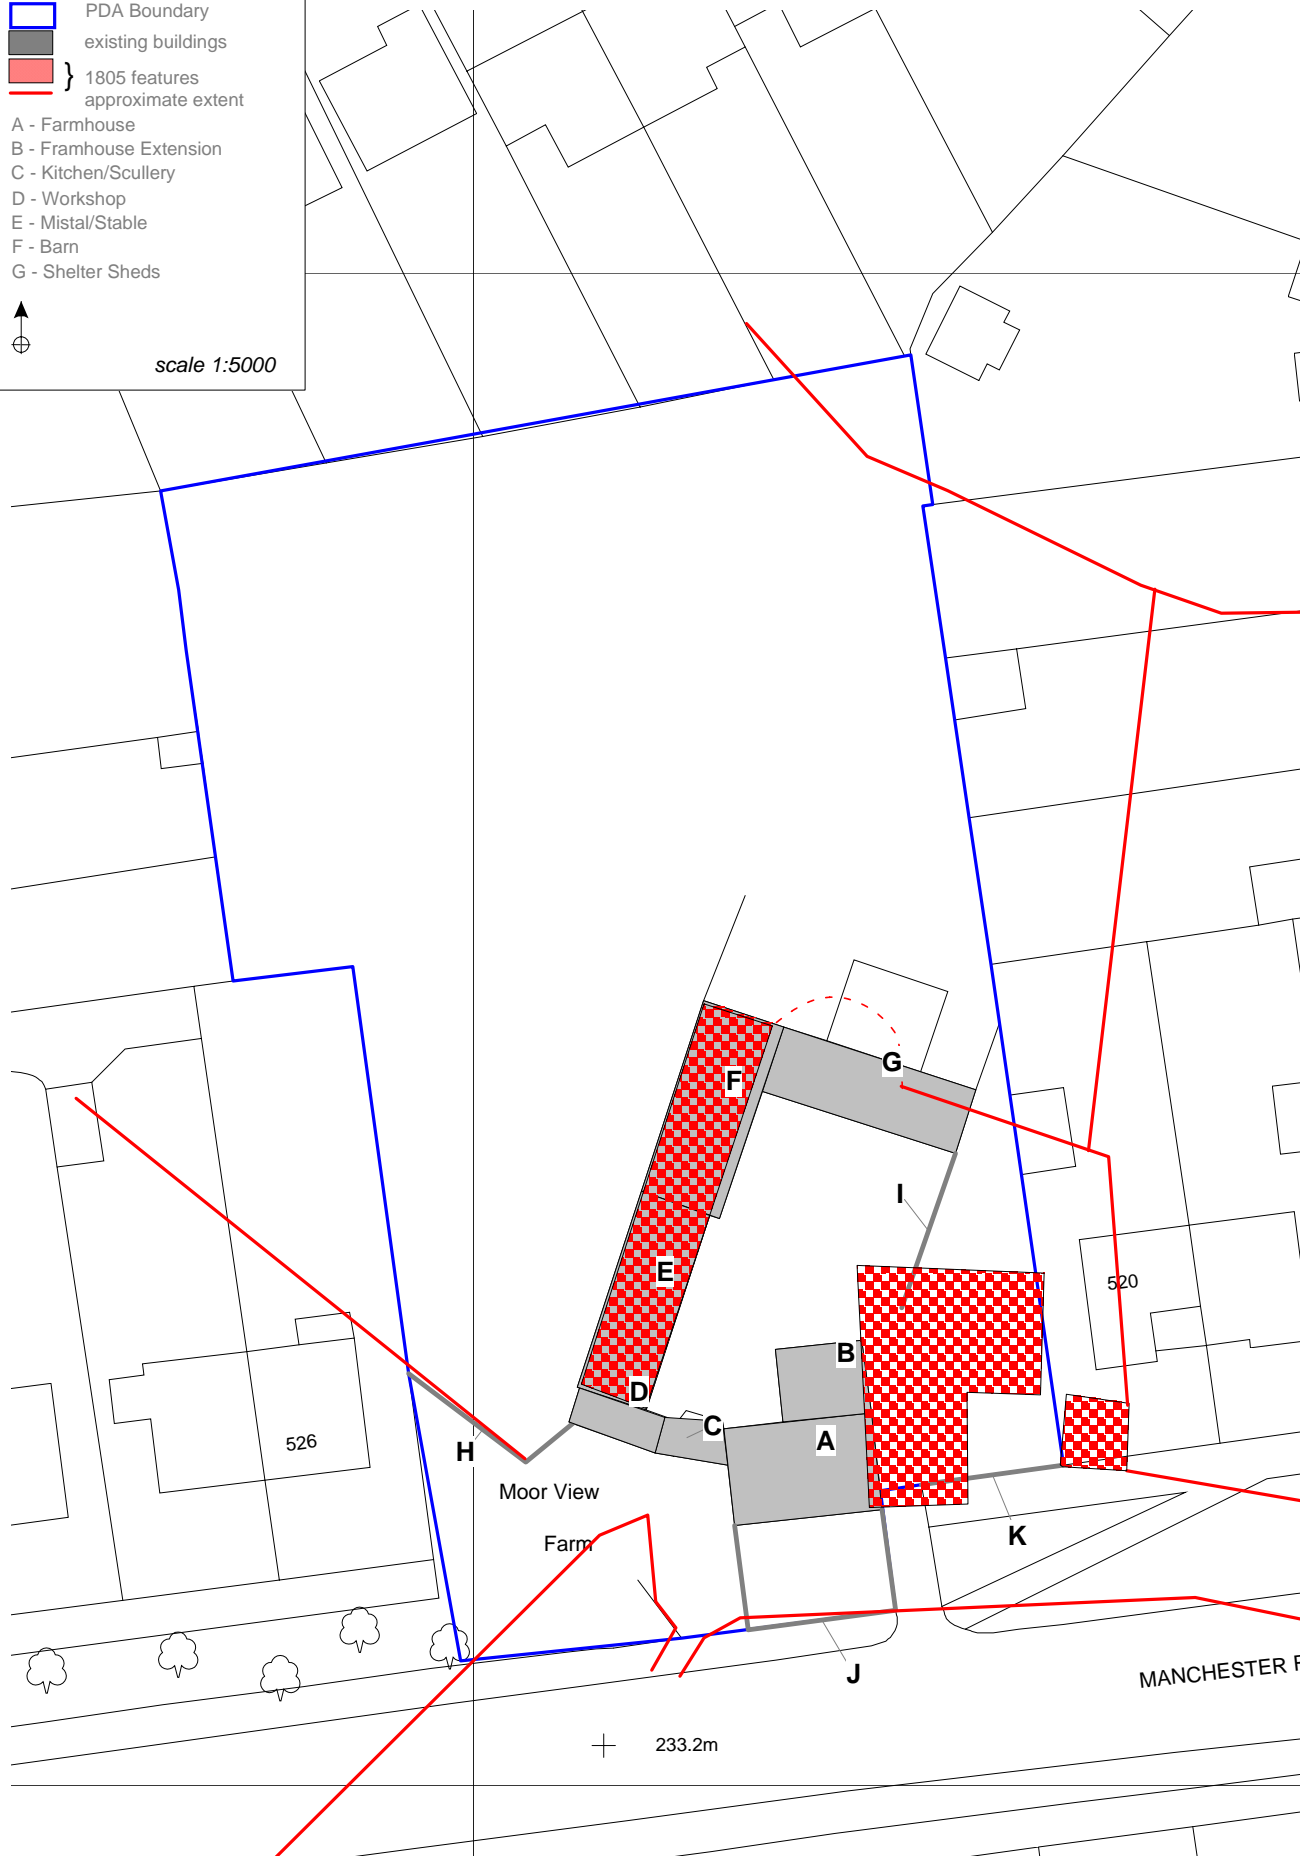 PDA Boundary
existing buildings
} 1805 features
approximate extent
A - Farmhouse
B - Framhouse Extension
C - Kitchen/Scullery
D - Workshop
E - Mistal/Stable
F - Barn
G - Shelter Sheds
scale 1:5000
F
G
I
E
520
B
D
C
A
526
H
Moor View
Farm
K
J
MANCHESTER R
233.2m